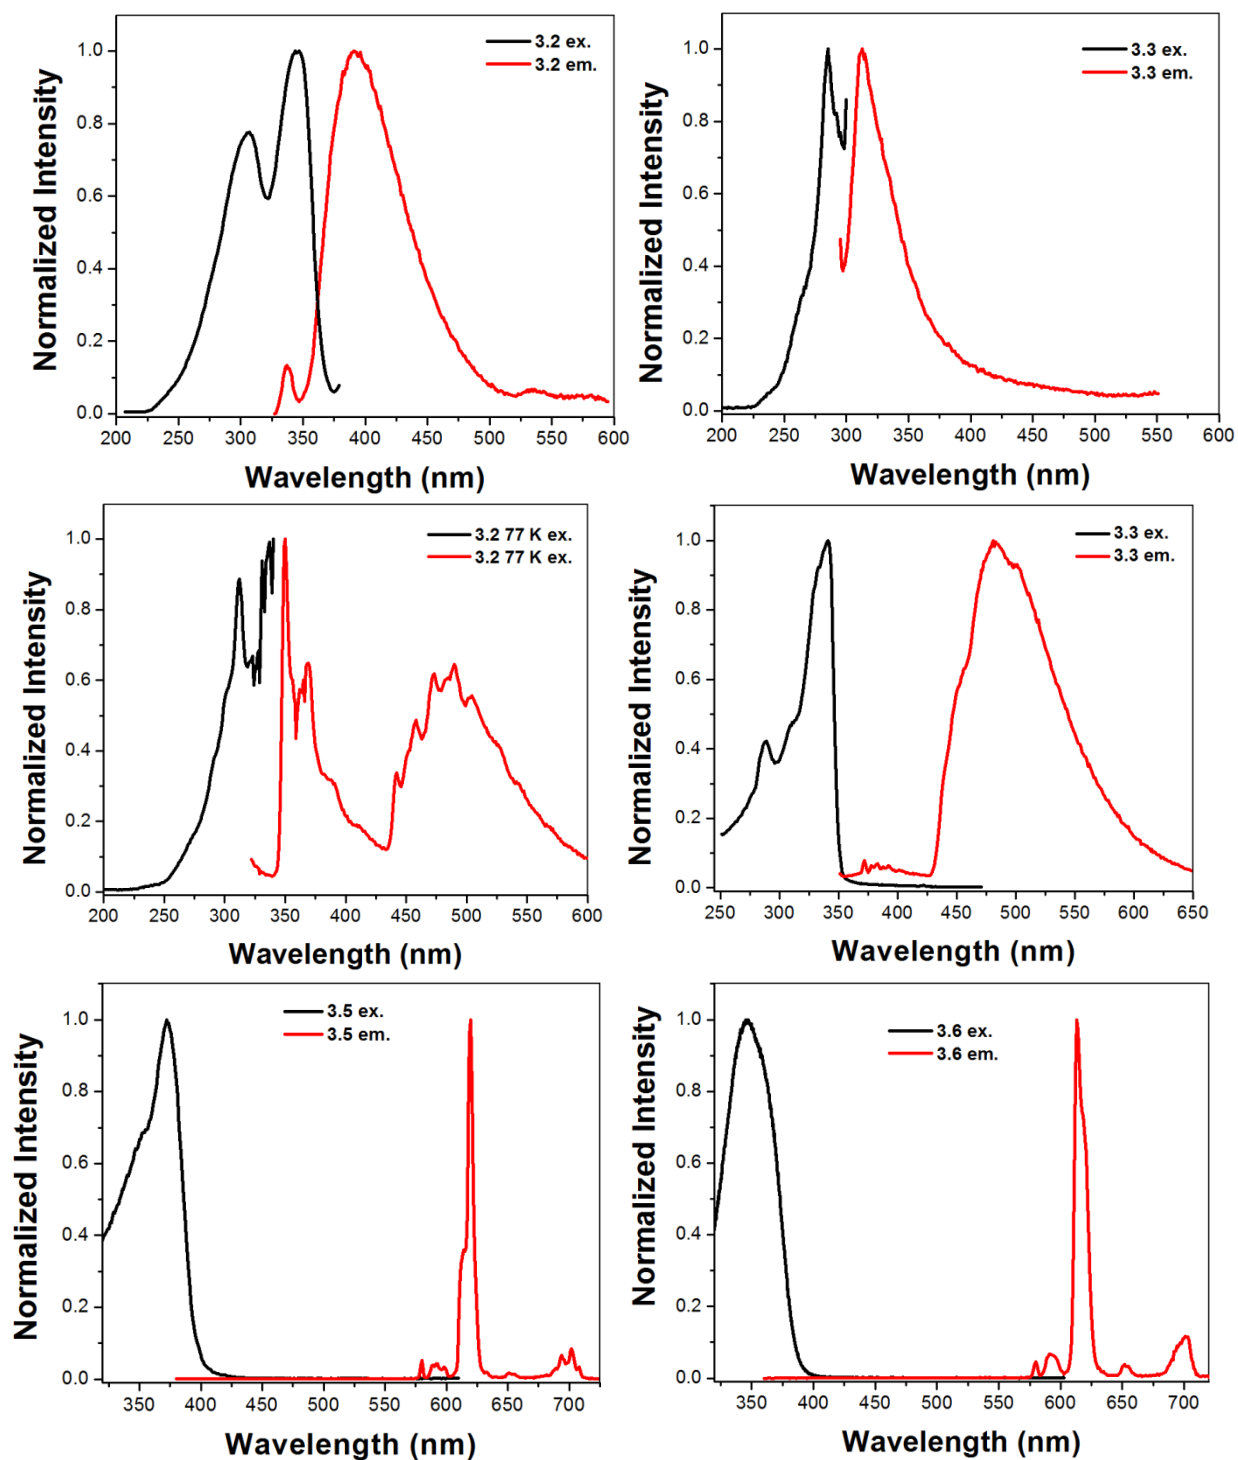 3.2 ex.
3.2 em.
Normalized Intensity
1.0
0.8
0.6
0.4
0.2
0.0
200 250 300 350 400 450 500 550 600
Wavelength (nm)
3.3 ex.
3.3 em.
Normalized Intensity
1.0
0.8
0.6
0.4
0.2
0.0
200 250 300 350 400 450 500 550 600
Wavelength (nm)
3.2 77 K ex.
3.2 77 K ex.
Normalized Intensity
1.0
0.8
0.6
0.4
0.2
0.0
200 250 300 350 400 450 500 550 600
Wavelength (nm)
3.3 ex.
3.3 em.
Normalized Intensity
1.0
0.8
0.6
0.4
0.2
0.0
250 300 350 400 450 500 550 600 650
Wavelength (nm)
3.5 ex.
3.5 em.
Normalized Intensity
1.0
0.8
0.6
0.4
0.2
0.0
350 400 450 500 550 600 650 700
Wavelength (nm)
3.6 ex.
3.6 em.
Normalized Intensity
1.0
0.8
0.6
0.4
0.2
0.0
350 400 450 500 550 600 650 700
Wavelength (nm)